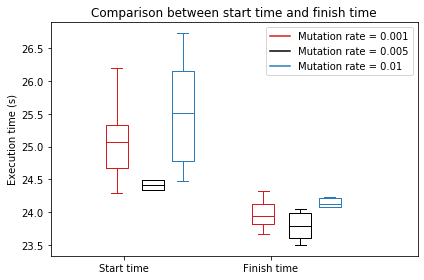 Comparison between start time and finish time
Mutation rate = 0.001
Mutation rate = 0.005
Mutation rate = 0.01
Execution time (s)
26.5
26.0
25.5
25.0
24.5
24.0
23.5
Start time
Finish time